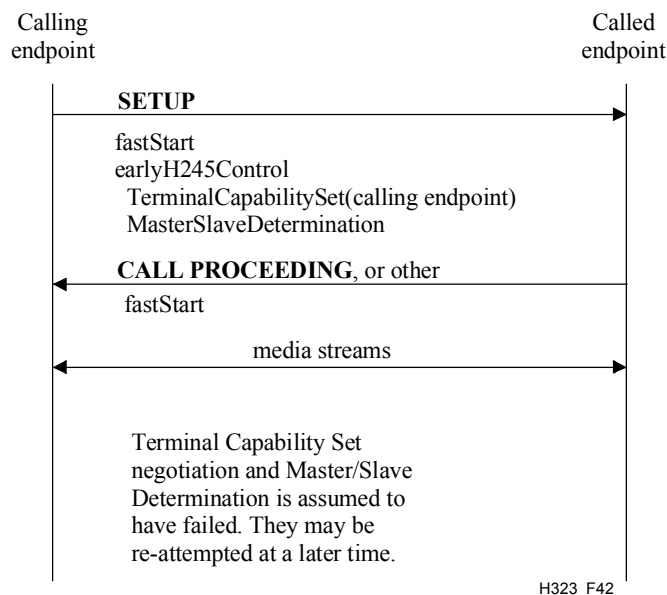 Calling
endpoint
Called
endpoint
SETUP
fastStart
earlyH245Control
TerminalCapabilitySet(calling endpoint)
MasterSlaveDetermination
CALL PROCEEDING, or other
fastStart
media streams
Terminal Capability Set
negotiation and Master/Slave
Determination is assumed to
have failed. They may be
re-attempted at a later time.
H323_F42